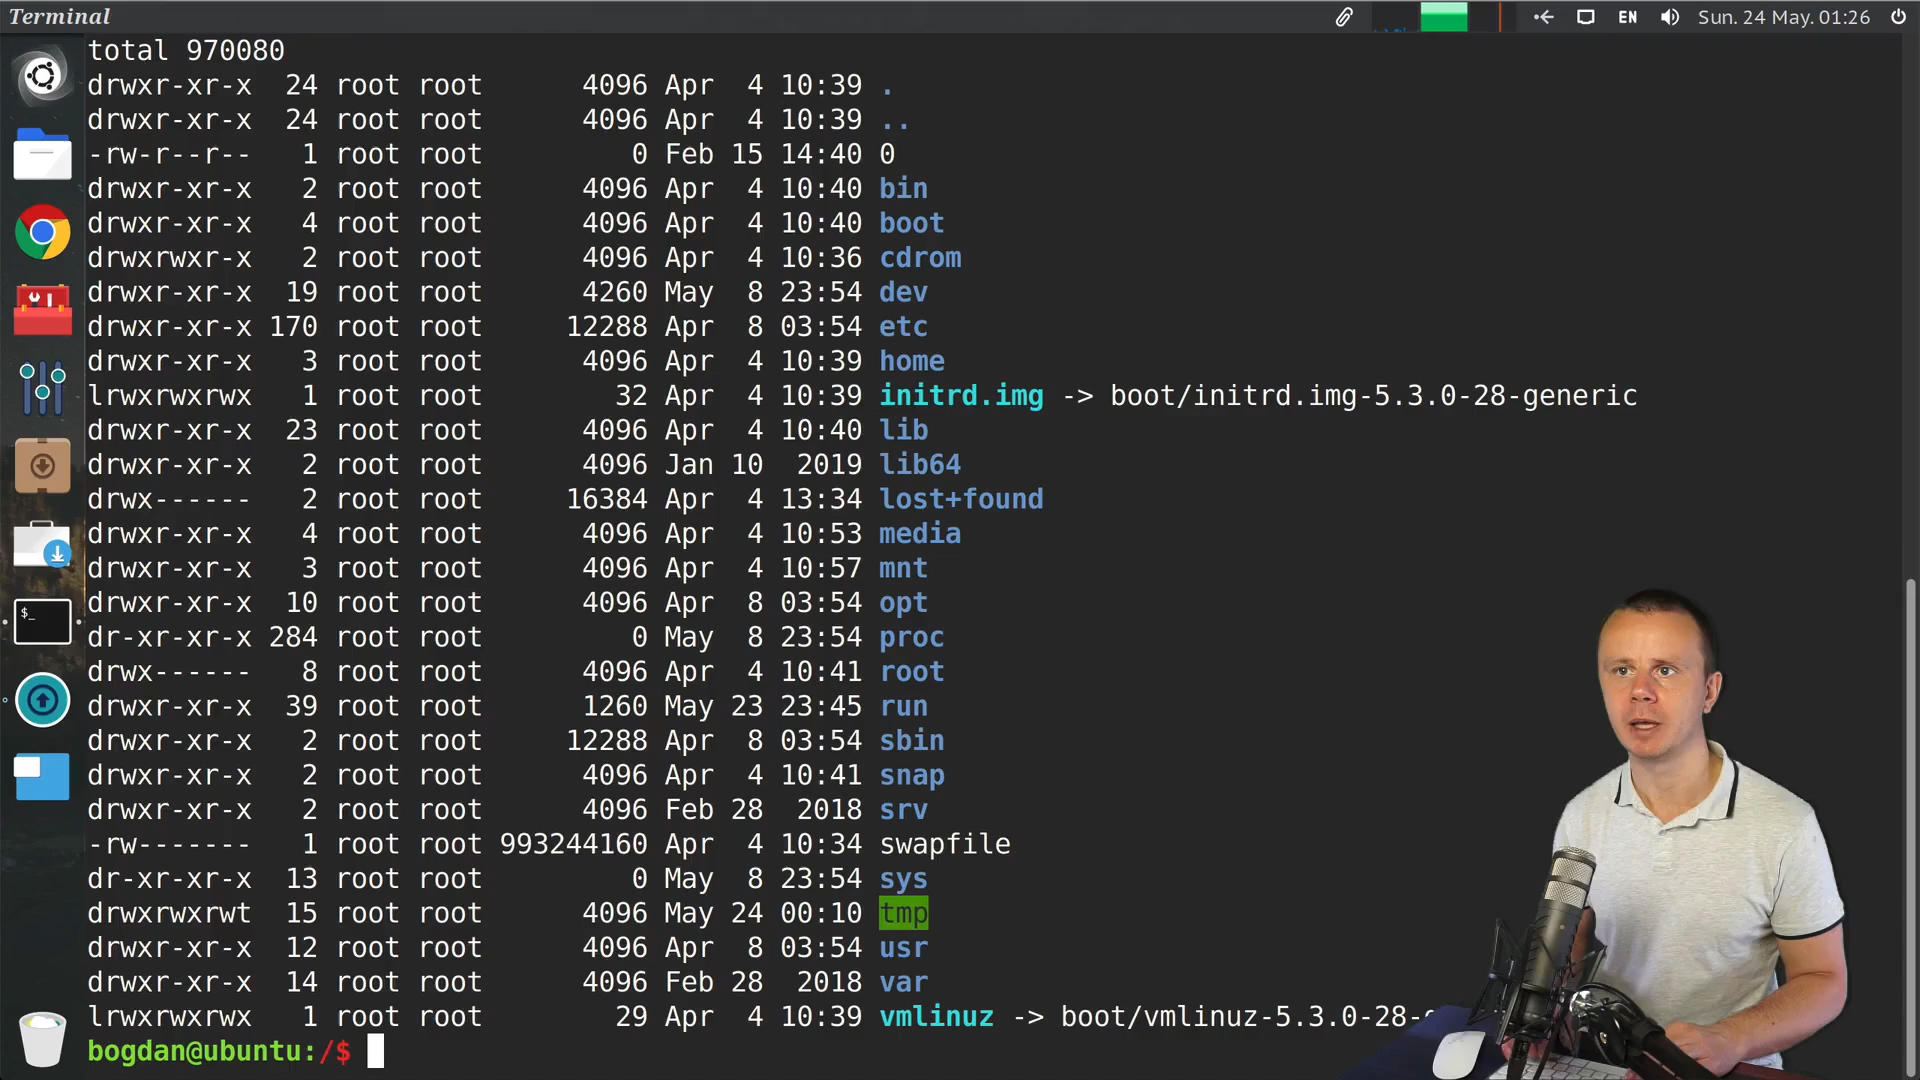 Terminal
EN
Sun. 24 May. 01:26
total 970080
drwxr-xr-x 24 root root 4096 Apr 4 10:39 .
drwxr-xr-x 24 root root 4096 Apr 4 10:39 ..
-rw-r--r-- 1 root root 0 Feb 15 14:40 0
drwxr-xr-x 2 root root 4096 Apr 4 10:40 bin
drwxr-xr-x 4 root root 4096 Apr 4 10:40 boot
drwxrwxr-x 2 root root 4096 Apr 4 10:36 cdrom
drwxr-xr-x 19 root root 4260 May 8 23:54 dev
drwxr-xr-x 170 root root 12288 Apr 8 03:54 etc
drwxr-xr-x 3 root root 4096 Apr 4 10:39 home
lrwxrwxrwx 1 root root 32 Apr 4 10:39 initrd.img -> boot/initrd.img-5.3.0-28-generic
drwxr-xr-x 23 root root 4096 Apr 4 10:40 lib
drwxr-xr-x 2 root root 4096 Jan 10 2019 lib64
drwx------ 2 root root 16384 Apr 4 13:34 lost+found
drwxr-xr-x 4 root root 4096 Apr 4 10:53 media
drwxr-xr-x 3 root root 4096 Apr 4 10:57 mnt
drwxr-xr-x 10 root root 4096 Apr 8 03:54 opt
dr-xr-xr-x 284 root root 0 May 8 23:54 proc
drwx------ 8 root root 4096 Apr 4 10:41 root
drwxr-xr-x 39 root root 1260 May 23 23:45 run
drwxr-xr-x 2 root root 12288 Apr 8 03:54 sbin
drwxr-xr-x 2 root root 4096 Apr 4 10:41 snap
drwxr-xr-x 2 root root 4096 Feb 28 2018 srv
-rw------- 1 root root 993244160 Apr 4 10:34 swapfile
dr-xr-xr-x 13 root root 0 May 8 23:54 sys
drwxrwxrwt 15 root root 4096 May 24 00:10 tmp
drwxr-xr-x 12 root root 4096 Apr 8 03:54 usr
drwxr-xr-x 14 root root 4096 Feb 28 2018 var
lrwxrwxrwx 1 root root 29 Apr 4 10:39 vmlinuz -> boot/vmlinuz-5.3.0-28-
bogdan@ubuntu:/$
$_